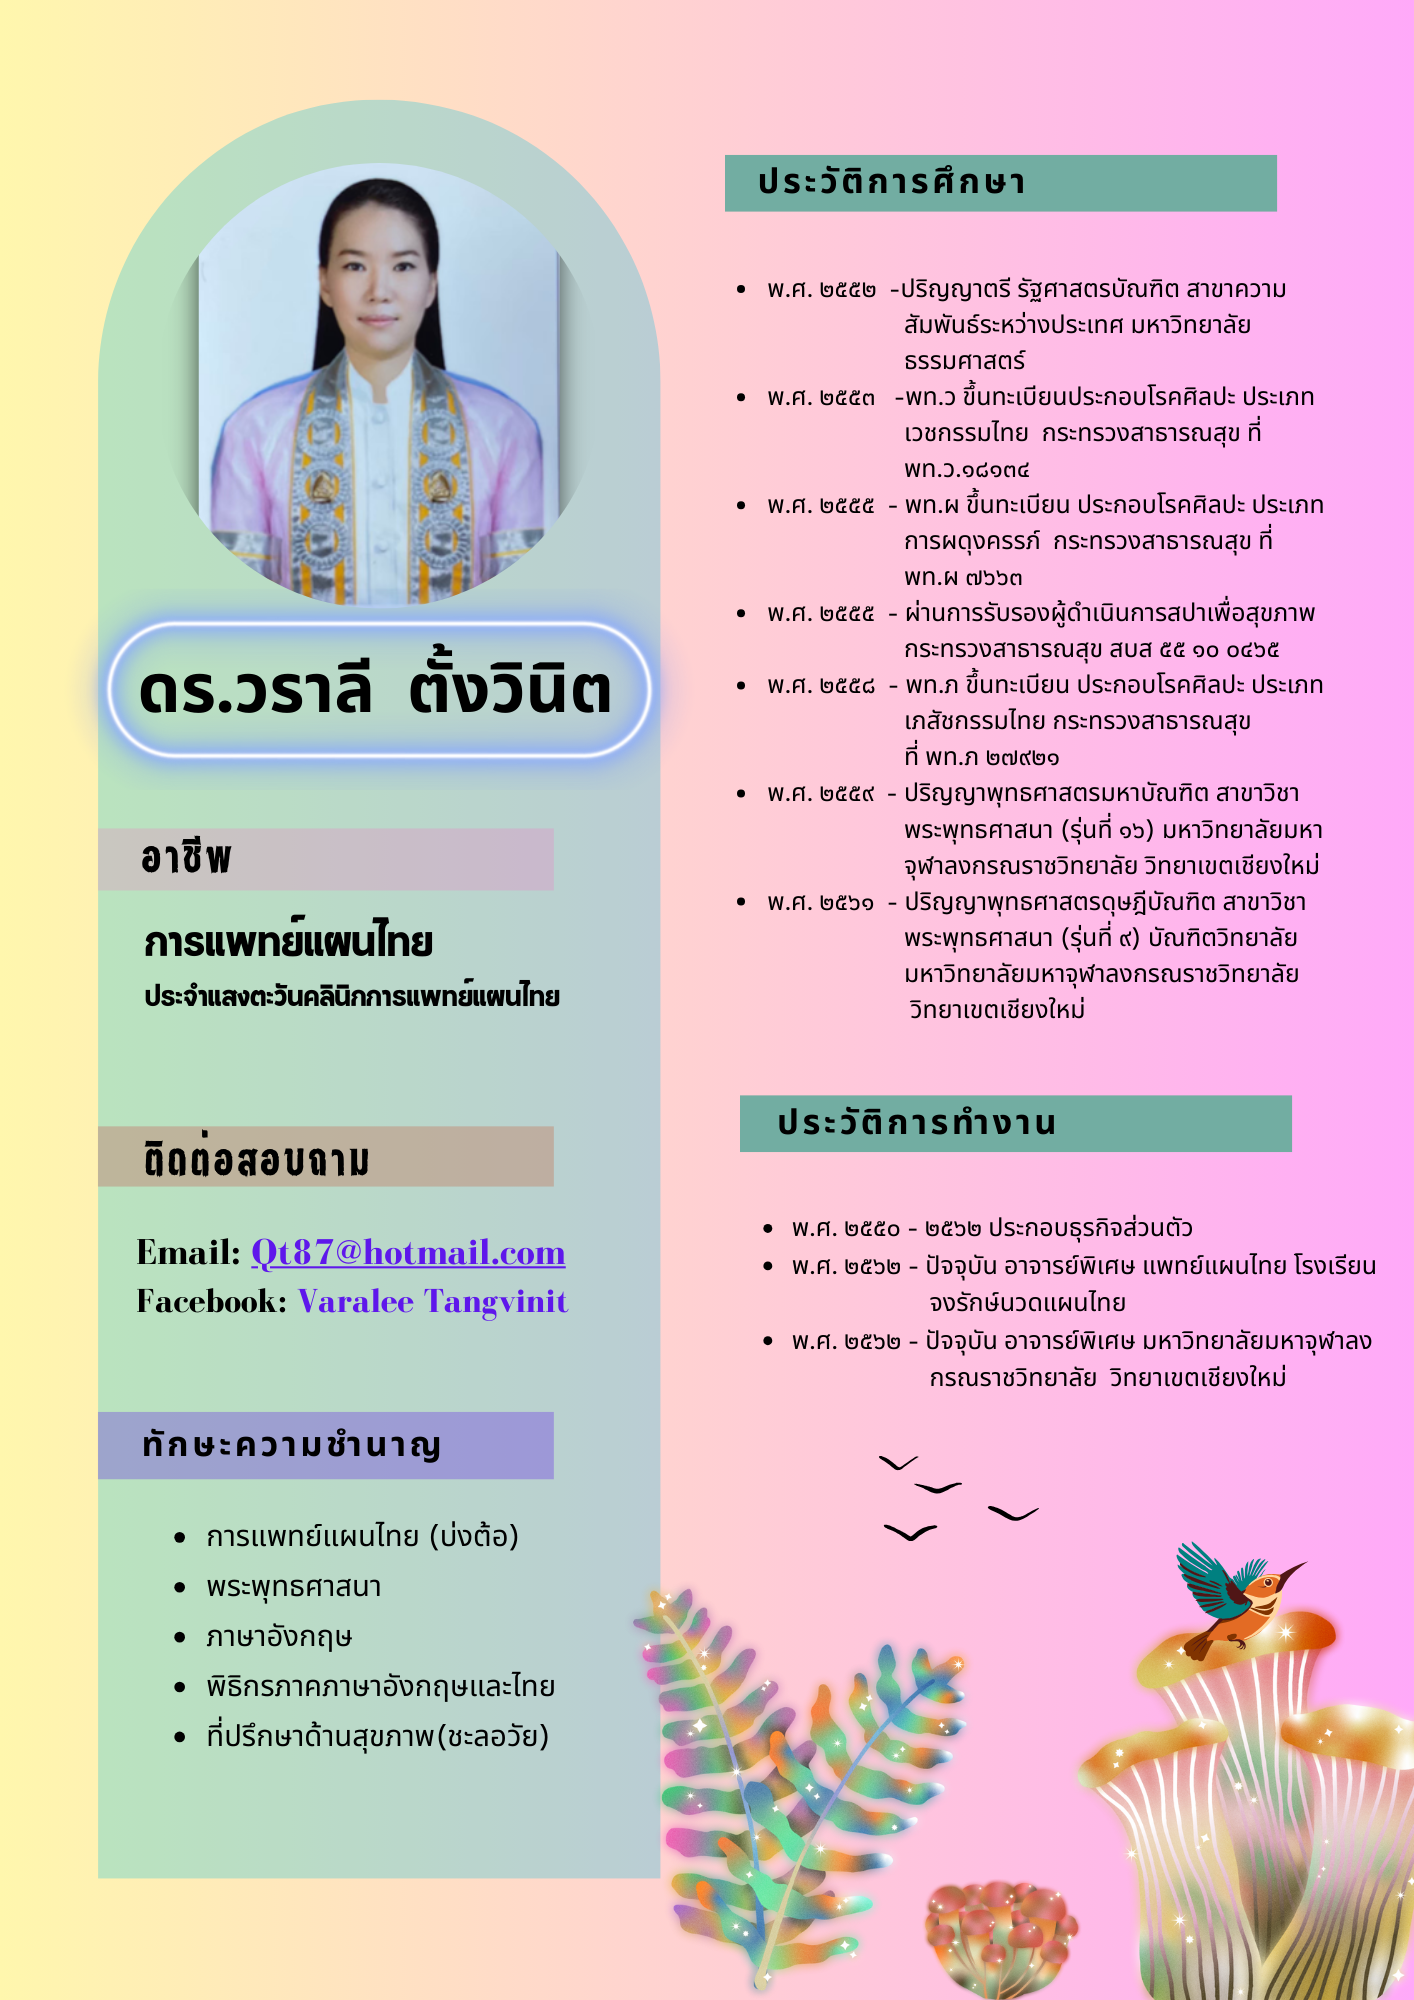 ดร.วราลี ตั้งวินิต
อาชีพ
การแพทย์แผนไทย
ประจำแสงตะวันคลินิกการแพทย์แผนไทย
ติดต่อสอบถาม
Email: Qt87@hotmail.com
Facebook: Varalee Tangvinit
ทักษะความชำนาญ
• การแพทย์แผนไทย (บ่งต้อ)
• พระพุทธศาสนา
• ภาษาอังกฤษ
• พิธิกรภาคภาษาอังกฤษและไทย
• ที่ปรึกษาด้านสุขภาพ(ชะลอวัย)
ประวัติการศึกษา
• พ.ศ. ๒๕๕๒ -ปริญญาตรี รัฐศาสตรบัณฑิต สาขาความ
สัมพันธ์ระหว่างประเทศ มหาวิทยาลัย
ธรรมศาสตร์
• พ.ศ. ๒๕๕๓ -พท.ว ขึ้นทะเบียนประกอบโรคศิลปะ ประเภท
เวชกรรมไทย กระทรวงสาธารณสุข ที่
พท.ว.๑๘๑๓๔
• พ.ศ. ๒๕๕๕ - พท.ผ ขึ้นทะเบียน ประกอบโรคศิลปะ ประเภท
การผดุงครรภ์ กระทรวงสาธารณสุข ที่
พท.ผ ๗๖๖๓
• พ.ศ. ๒๕๕๕ - ผ่านการรับรองผู้ดำเนินการสปาเพื่อสุขภาพ
กระทรวงสาธารณสุข สบส ๕๕ ๑๐ ๐๔๖๕
• พ.ศ. ๒๕๕๘ - พท.ภ ขึ้นทะเบียน ประกอบโรคศิลปะ ประเภท
เภสัชกรรมไทย กระทรวงสาธารณสุข
ที่ พท.ภ ๒๗๙๒๑
• พ.ศ. ๒๕๕๙ - ปริญญาพุทธศาสตรมหาบัณฑิต สาขาวิชา
พระพุทธศาสนา (รุ่นที่ ๑๖) มหาวิทยาลัยมหา
จุฬาลงกรณราชวิทยาลัย วิทยาเขตเชียงใหม่
• พ.ศ. ๒๕๖๑ - ปริญญาพุทธศาสตรดุษฎีบัณฑิต สาขาวิชา
พระพุทธศาสนา (รุ่นที่ ๙) บัณฑิตวิทยาลัย
มหาวิทยาลัยมหาจุฬาลงกรณราชวิทยาลัย
วิทยาเขตเชียงใหม่
ประวัติการทำงาน
• พ.ศ. ๒๕๕๐ - ๒๕๖๒ ประกอบธุรกิจส่วนตัว
• พ.ศ. ๒๕๖๒ - ปัจจุบัน อาจารย์พิเศษ แพทย์แผนไทย โรงเรียน
จงรักษ์นวดแผนไทย
• พ.ศ. ๒๕๖๒ - ปัจจุบัน อาจารย์พิเศษ มหาวิทยาลัยมหาจุฬาลง
กรณราชวิทยาลัย วิทยาเขตเชียงใหม่